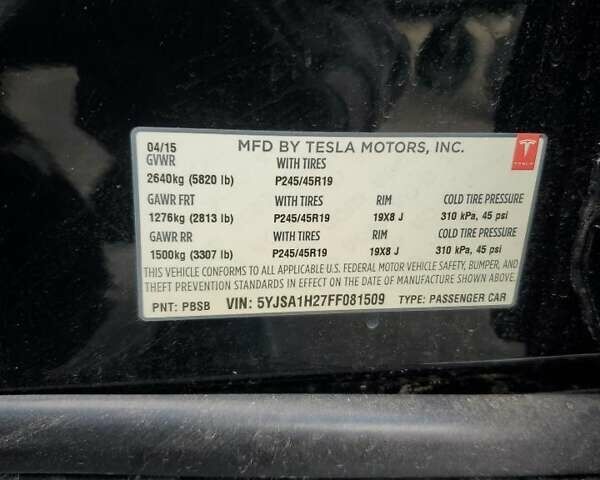 04/15 MFD BY TESLA MOTORS, INC.
GVWR WITH TIRES
TESLA
2640kg (5820 lb) P245/45R19
GAWR FRT WITH TIRES RIM COLD TIRE PRESSURE
1276kg (2813 lb) P245/45R19 19X8 J 310 kPa, 45 psi
GAWR RR WITH TIRES RIM COLD TIRE PRESSURE
1500kg (3307 lb) P245/45R19 19X8 J 310 kPa, 45 psi
THIS VEHICLE CONFORMS TO ALL APPLICABLE U.S. FEDERAL MOTOR VEHICLE SAFETY, BUMPER, AND
THEFT PREVENTION STANDARDS IN EFFECT ON THE DATE OF MANUFACTURE SHOWN ABOVE.
PNT: PBSB VIN: 5YJSA1H27FF081509 TYPE: PASSENGER CAR